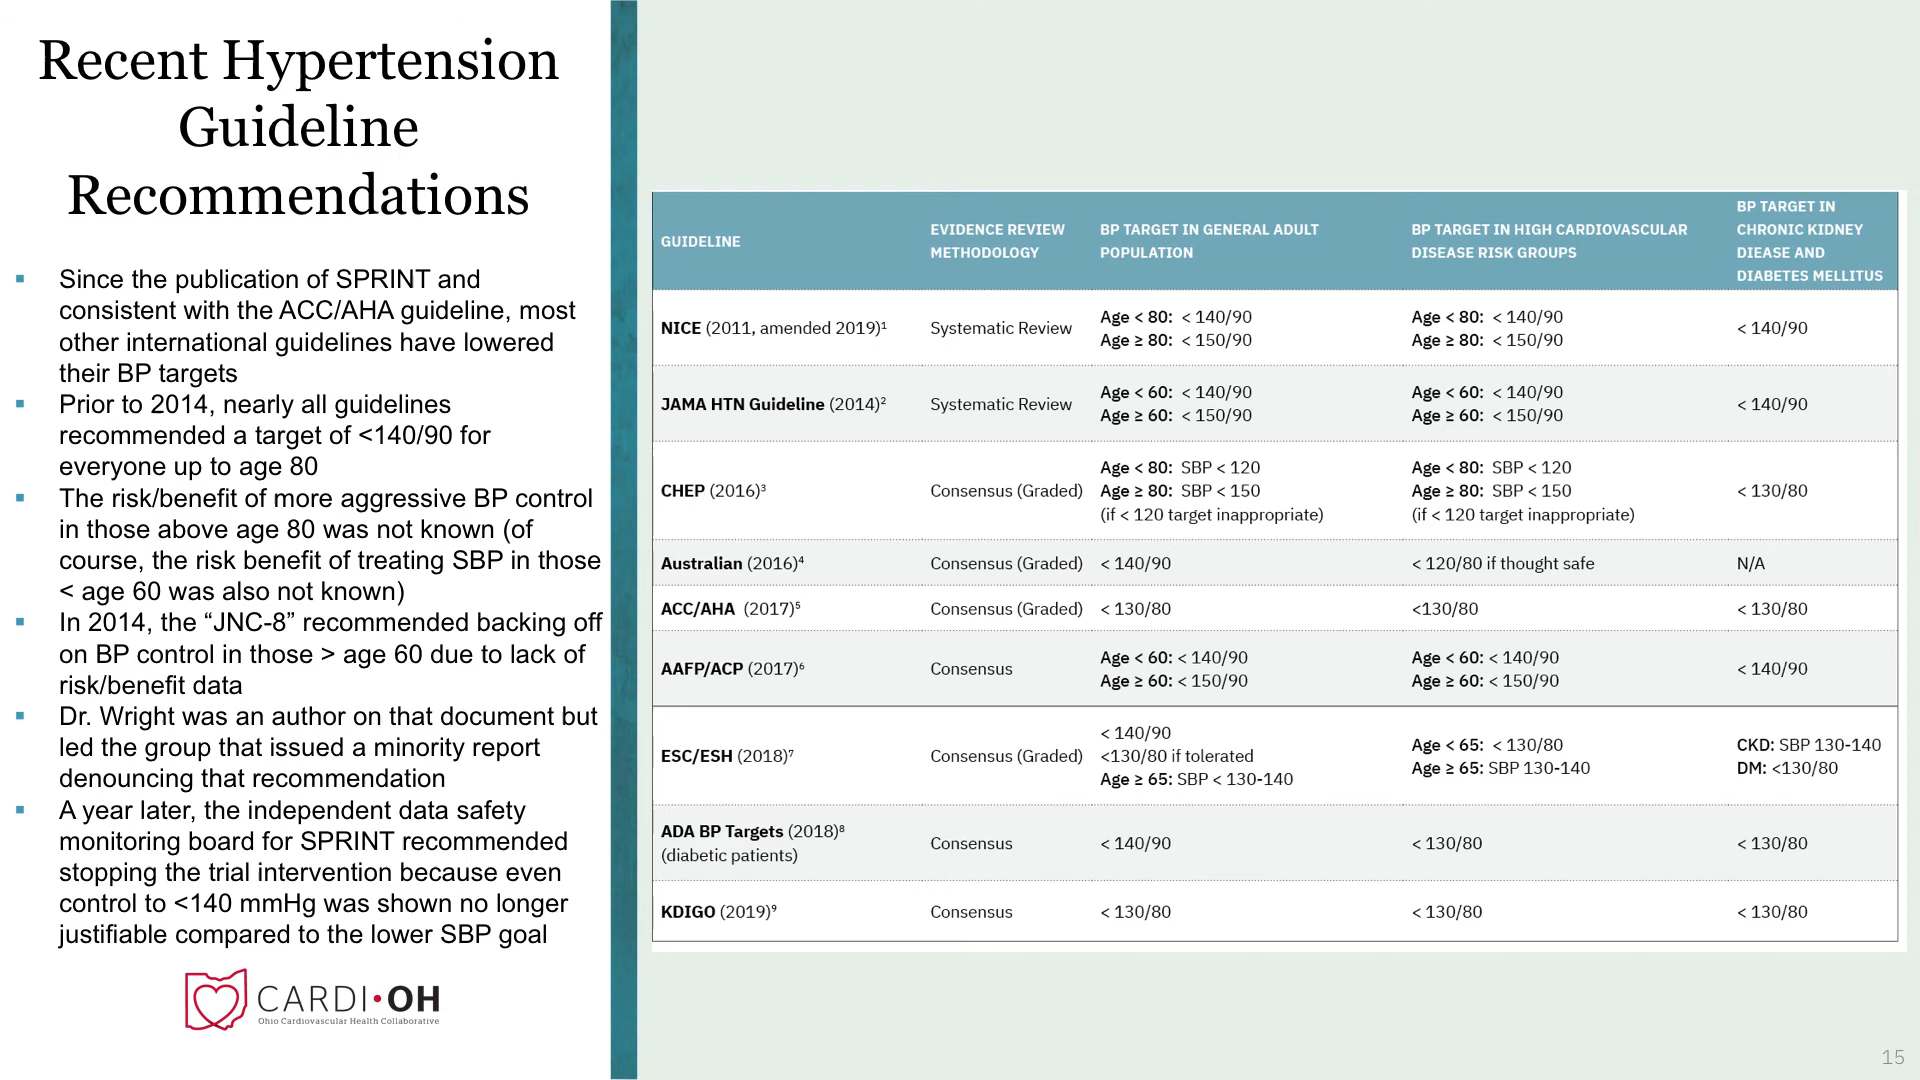 Recent Hypertension
Guideline
Recommendations
▪ Since the publication of SPRINT and
consistent with the ACC/AHA guideline, most
other international guidelines have lowered
their BP targets
▪ Prior to 2014, nearly all guidelines
recommended a target of <140/90 for
everyone up to age 80
▪ The risk/benefit of more aggressive BP control
in those above age 80 was not known (of
course, the risk benefit of treating SBP in those
< age 60 was also not known)
▪ In 2014, the “JNC-8” recommended backing off
on BP control in those > age 60 due to lack of
risk/benefit data
▪ Dr. Wright was an author on that document but
led the group that issued a minority report
denouncing that recommendation
▪ A year later, the independent data safety
monitoring board for SPRINT recommended
stopping the trial intervention because even
control to <140 mmHg was shown no longer
justifiable compared to the lower SBP goal
CARDI•OH
Ohio Cardiovascular Health Collaborative
GUIDELINE
EVIDENCE REVIEW
METHODOLOGY
BP TARGET IN GENERAL ADULT
POPULATION
BP TARGET IN HIGH CARDIOVASCULAR
DISEASE RISK GROUPS
BP TARGET IN
CHRONIC KIDNEY
DIEASE AND
DIABETES MELLITUS
NICE (2011, amended 2019)¹
Systematic Review
Age < 80: < 140/90
Age ≥ 80: < 150/90
Age < 80: < 140/90
Age ≥ 80: < 150/90
< 140/90
JAMA HTN Guideline (2014)²
Systematic Review
Age < 60: < 140/90
Age ≥ 60: < 150/90
Age < 60: < 140/90
Age ≥ 60: < 150/90
< 140/90
CHEP (2016)³
Consensus (Graded)
Age < 80: SBP < 120
Age ≥ 80: SBP < 150
(if < 120 target inappropriate)
Age < 80: SBP < 120
Age ≥ 80: SBP < 150
(if < 120 target inappropriate)
< 130/80
Australian (2016)⁴
Consensus (Graded)
< 140/90
< 120/80 if thought safe
N/A
ACC/AHA (2017)⁵
Consensus (Graded)
< 130/80
<130/80
< 130/80
AAFP/ACP (2017)⁶
Consensus
Age < 60: < 140/90
Age ≥ 60: < 150/90
Age < 60: < 140/90
Age ≥ 60: < 150/90
< 140/90
ESC/ESH (2018)⁷
Consensus (Graded)
< 140/90
<130/80 if tolerated
Age ≥ 65: SBP < 130-140
Age < 65: < 130/80
Age ≥ 65: SBP 130-140
CKD: SBP 130-140
DM: <130/80
ADA BP Targets (2018)⁸
(diabetic patients)
Consensus
< 140/90
< 130/80
< 130/80
KDIGO (2019)⁹
Consensus
< 130/80
< 130/80
< 130/80
15